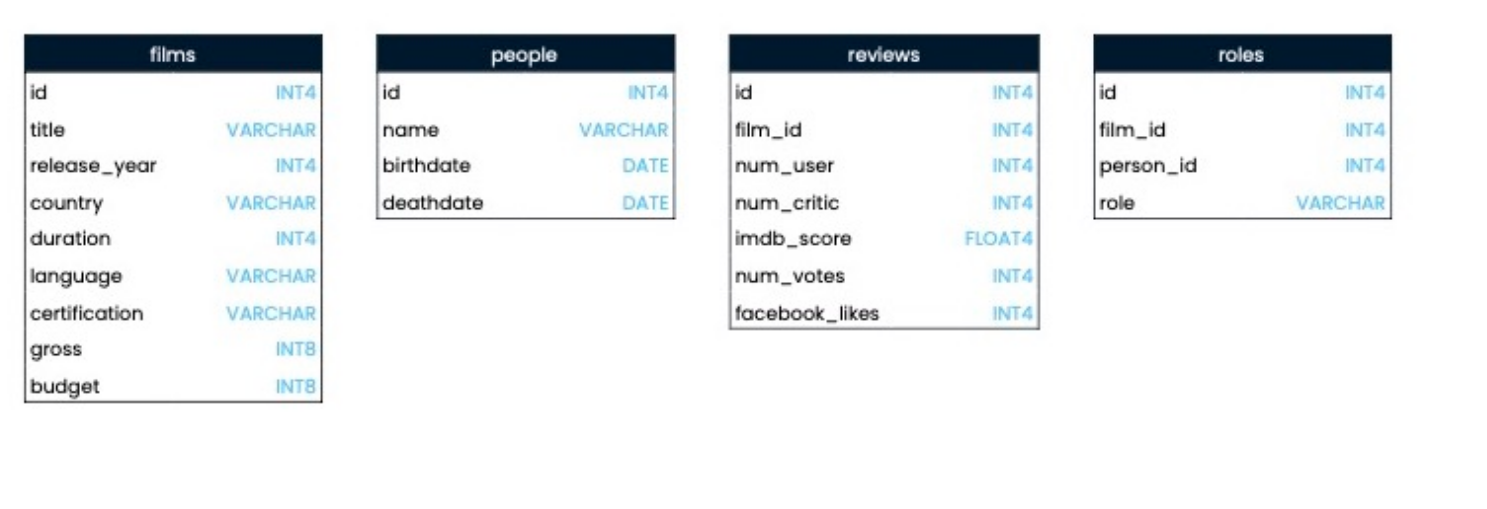 films
id INT4
title VARCHAR
release_year INT4
country VARCHAR
duration INT4
language VARCHAR
certification VARCHAR
gross INT8
budget INT8
people
id INT4
name VARCHAR
birthdate DATE
deathdate DATE
reviews
id INT4
film_id INT4
num_user INT4
num_critic INT4
imdb_score FLOAT4
num_votes INT4
facebook_likes INT4
roles
id INT4
film_id INT4
person_id INT4
role VARCHAR